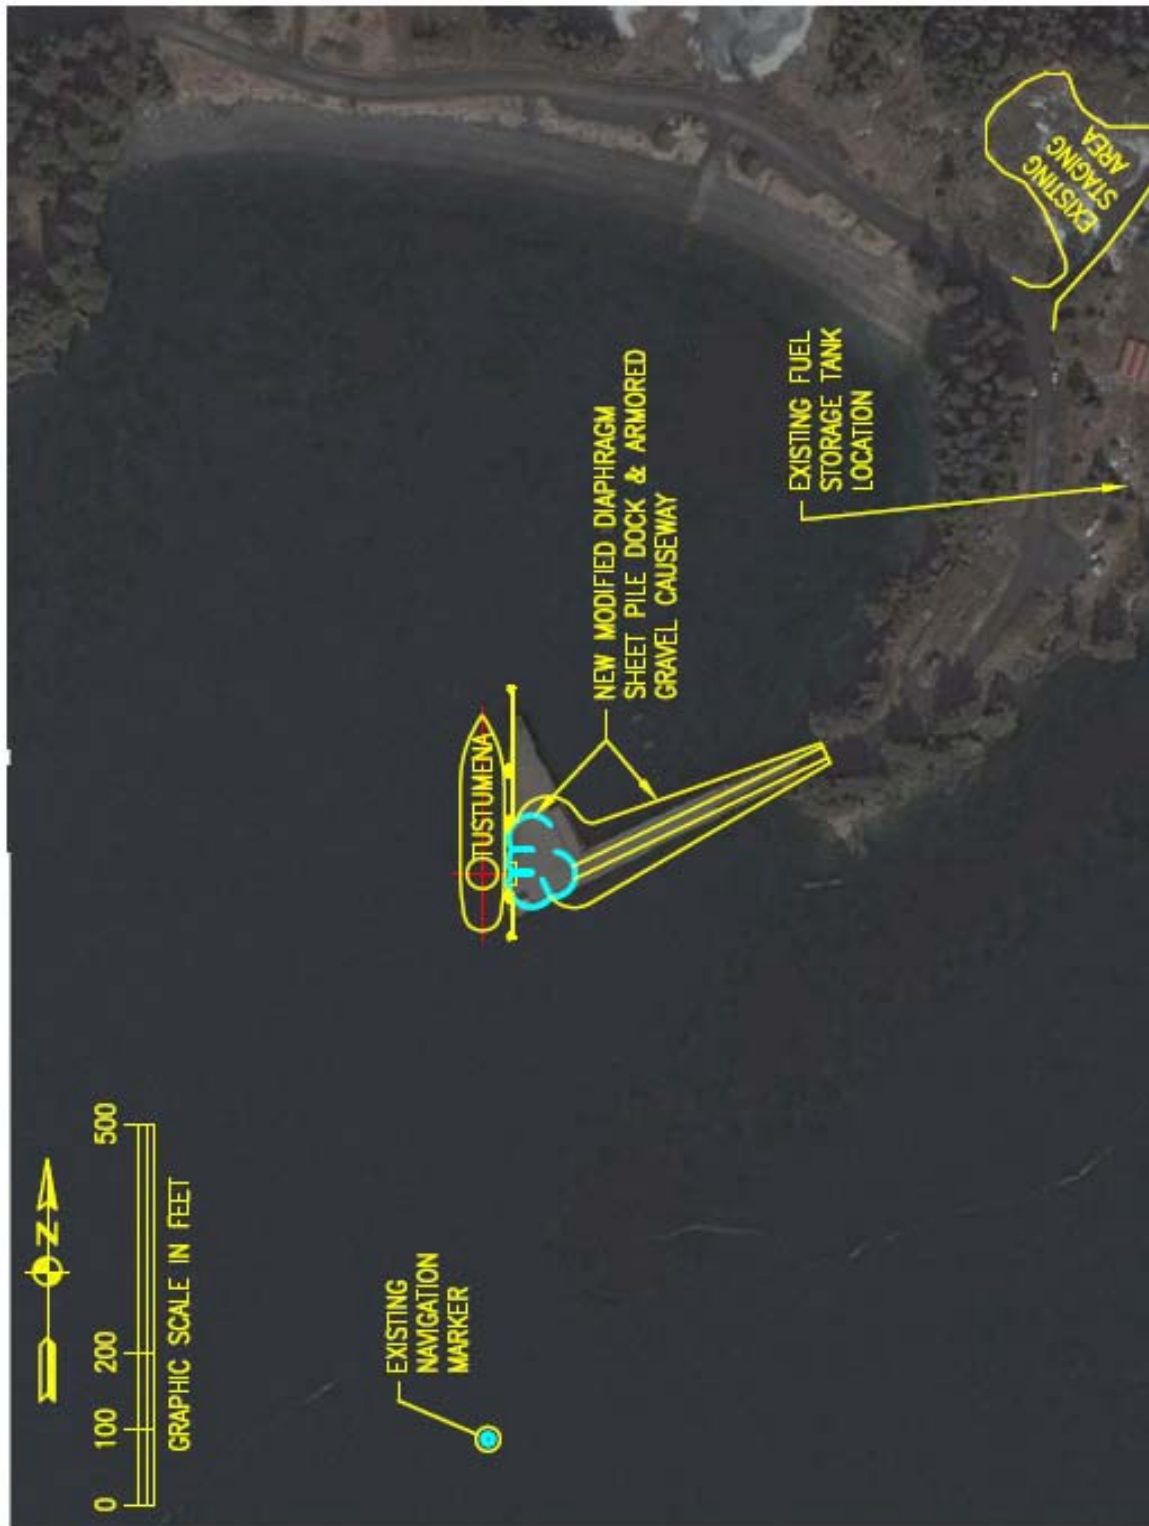 N
0 100 200 500
GRAPHIC SCALE IN FEET
EXISTING
NAVIGATION
MARKER
TUSTUMENA
NEW MODIFIED DIAPHRAGM
SHEET PILE DOCK & ARMORED
GRAVEL CAUSEWAY
EXISTING FUEL
STORAGE TANK
LOCATION
EXISTING
STAGING
AREA